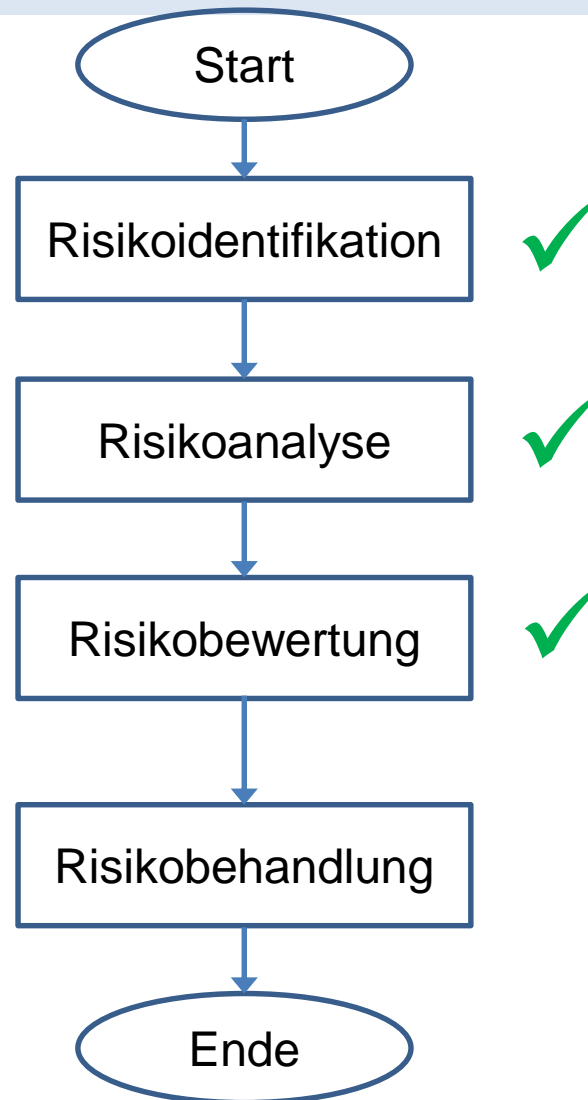 Start
Risikoidentifikation
Risikoanalyse
Risikobewertung
Risikobehandlung
Ende